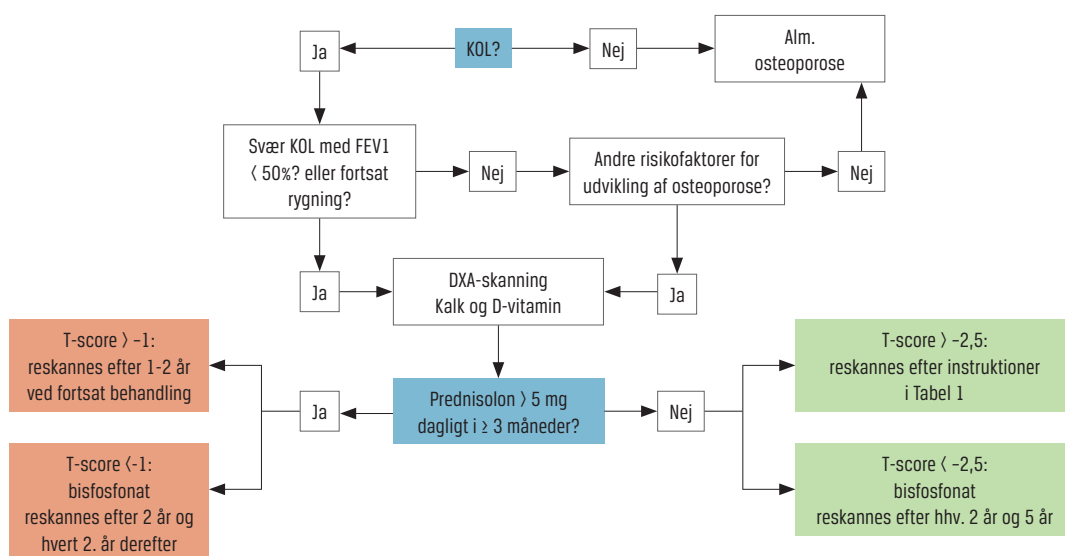 Ja
KOL?
Nej
Alm.
osteoporose
Svær KOL med FEV1
〈 50%? eller fortsat
rygning?
Nej
Andre risikofaktorer for
udvikling af osteoporose?
Nej
Ja
DXA-skanning
Kalk og D-vitamin
Ja
T-score 〉 –1:
reskannes efter 1-2 år
ved fortsat behandling
T-score 〉 –2,5:
reskannes efter instruktioner
i Tabel 1
Ja
Prednisolon 〉 5 mg
dagligt i ≥ 3 måneder?
Nej
T-score 〈-1:
bisfosfonat
reskannes efter 2 år og
hvert 2. år derefter
T-score 〈 –2,5:
bisfosfonat
reskannes efter hhv. 2 år og 5 år